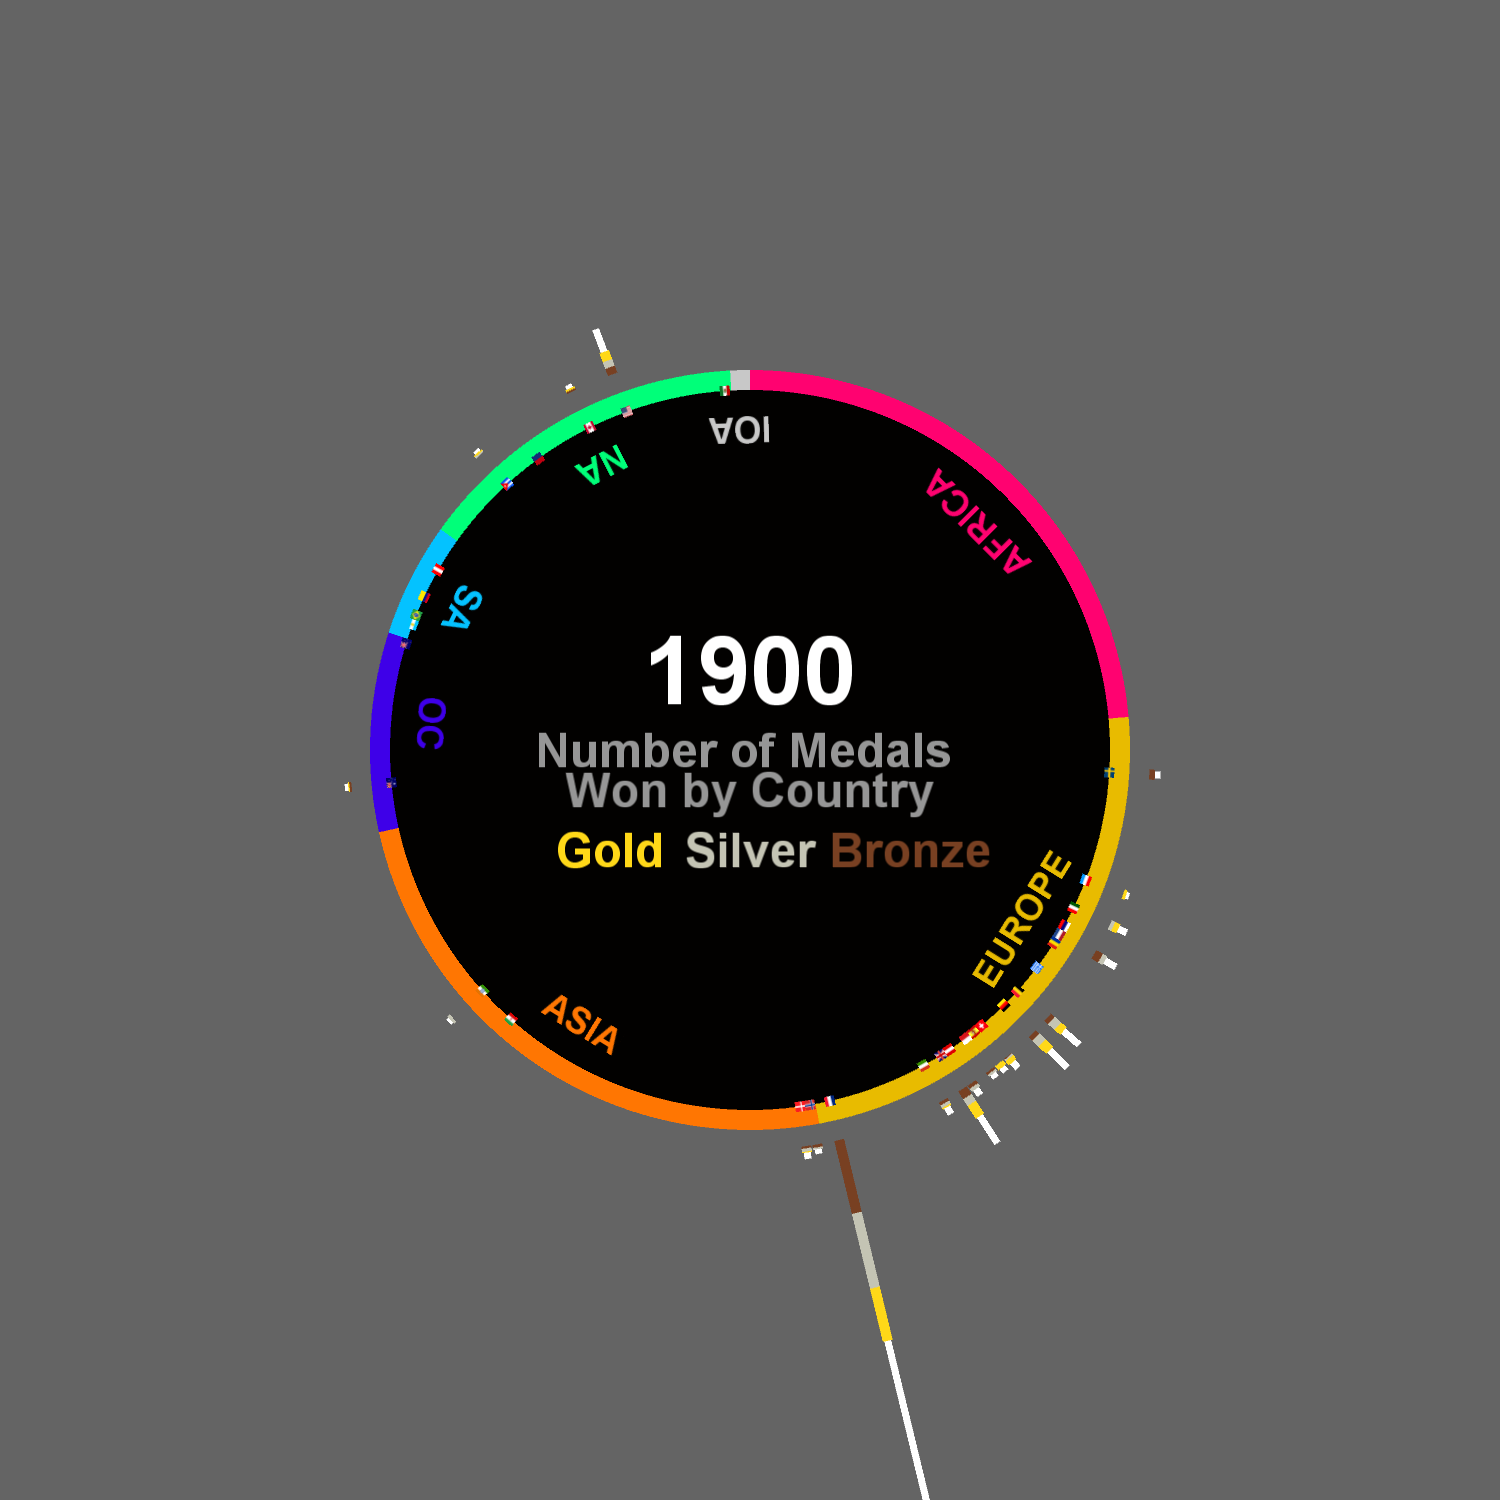 IOA
NA
AFRICA
SA
1900
OC
Number of Medals
Won by Country
Gold Silver Bronze
EUROPE
ASIA